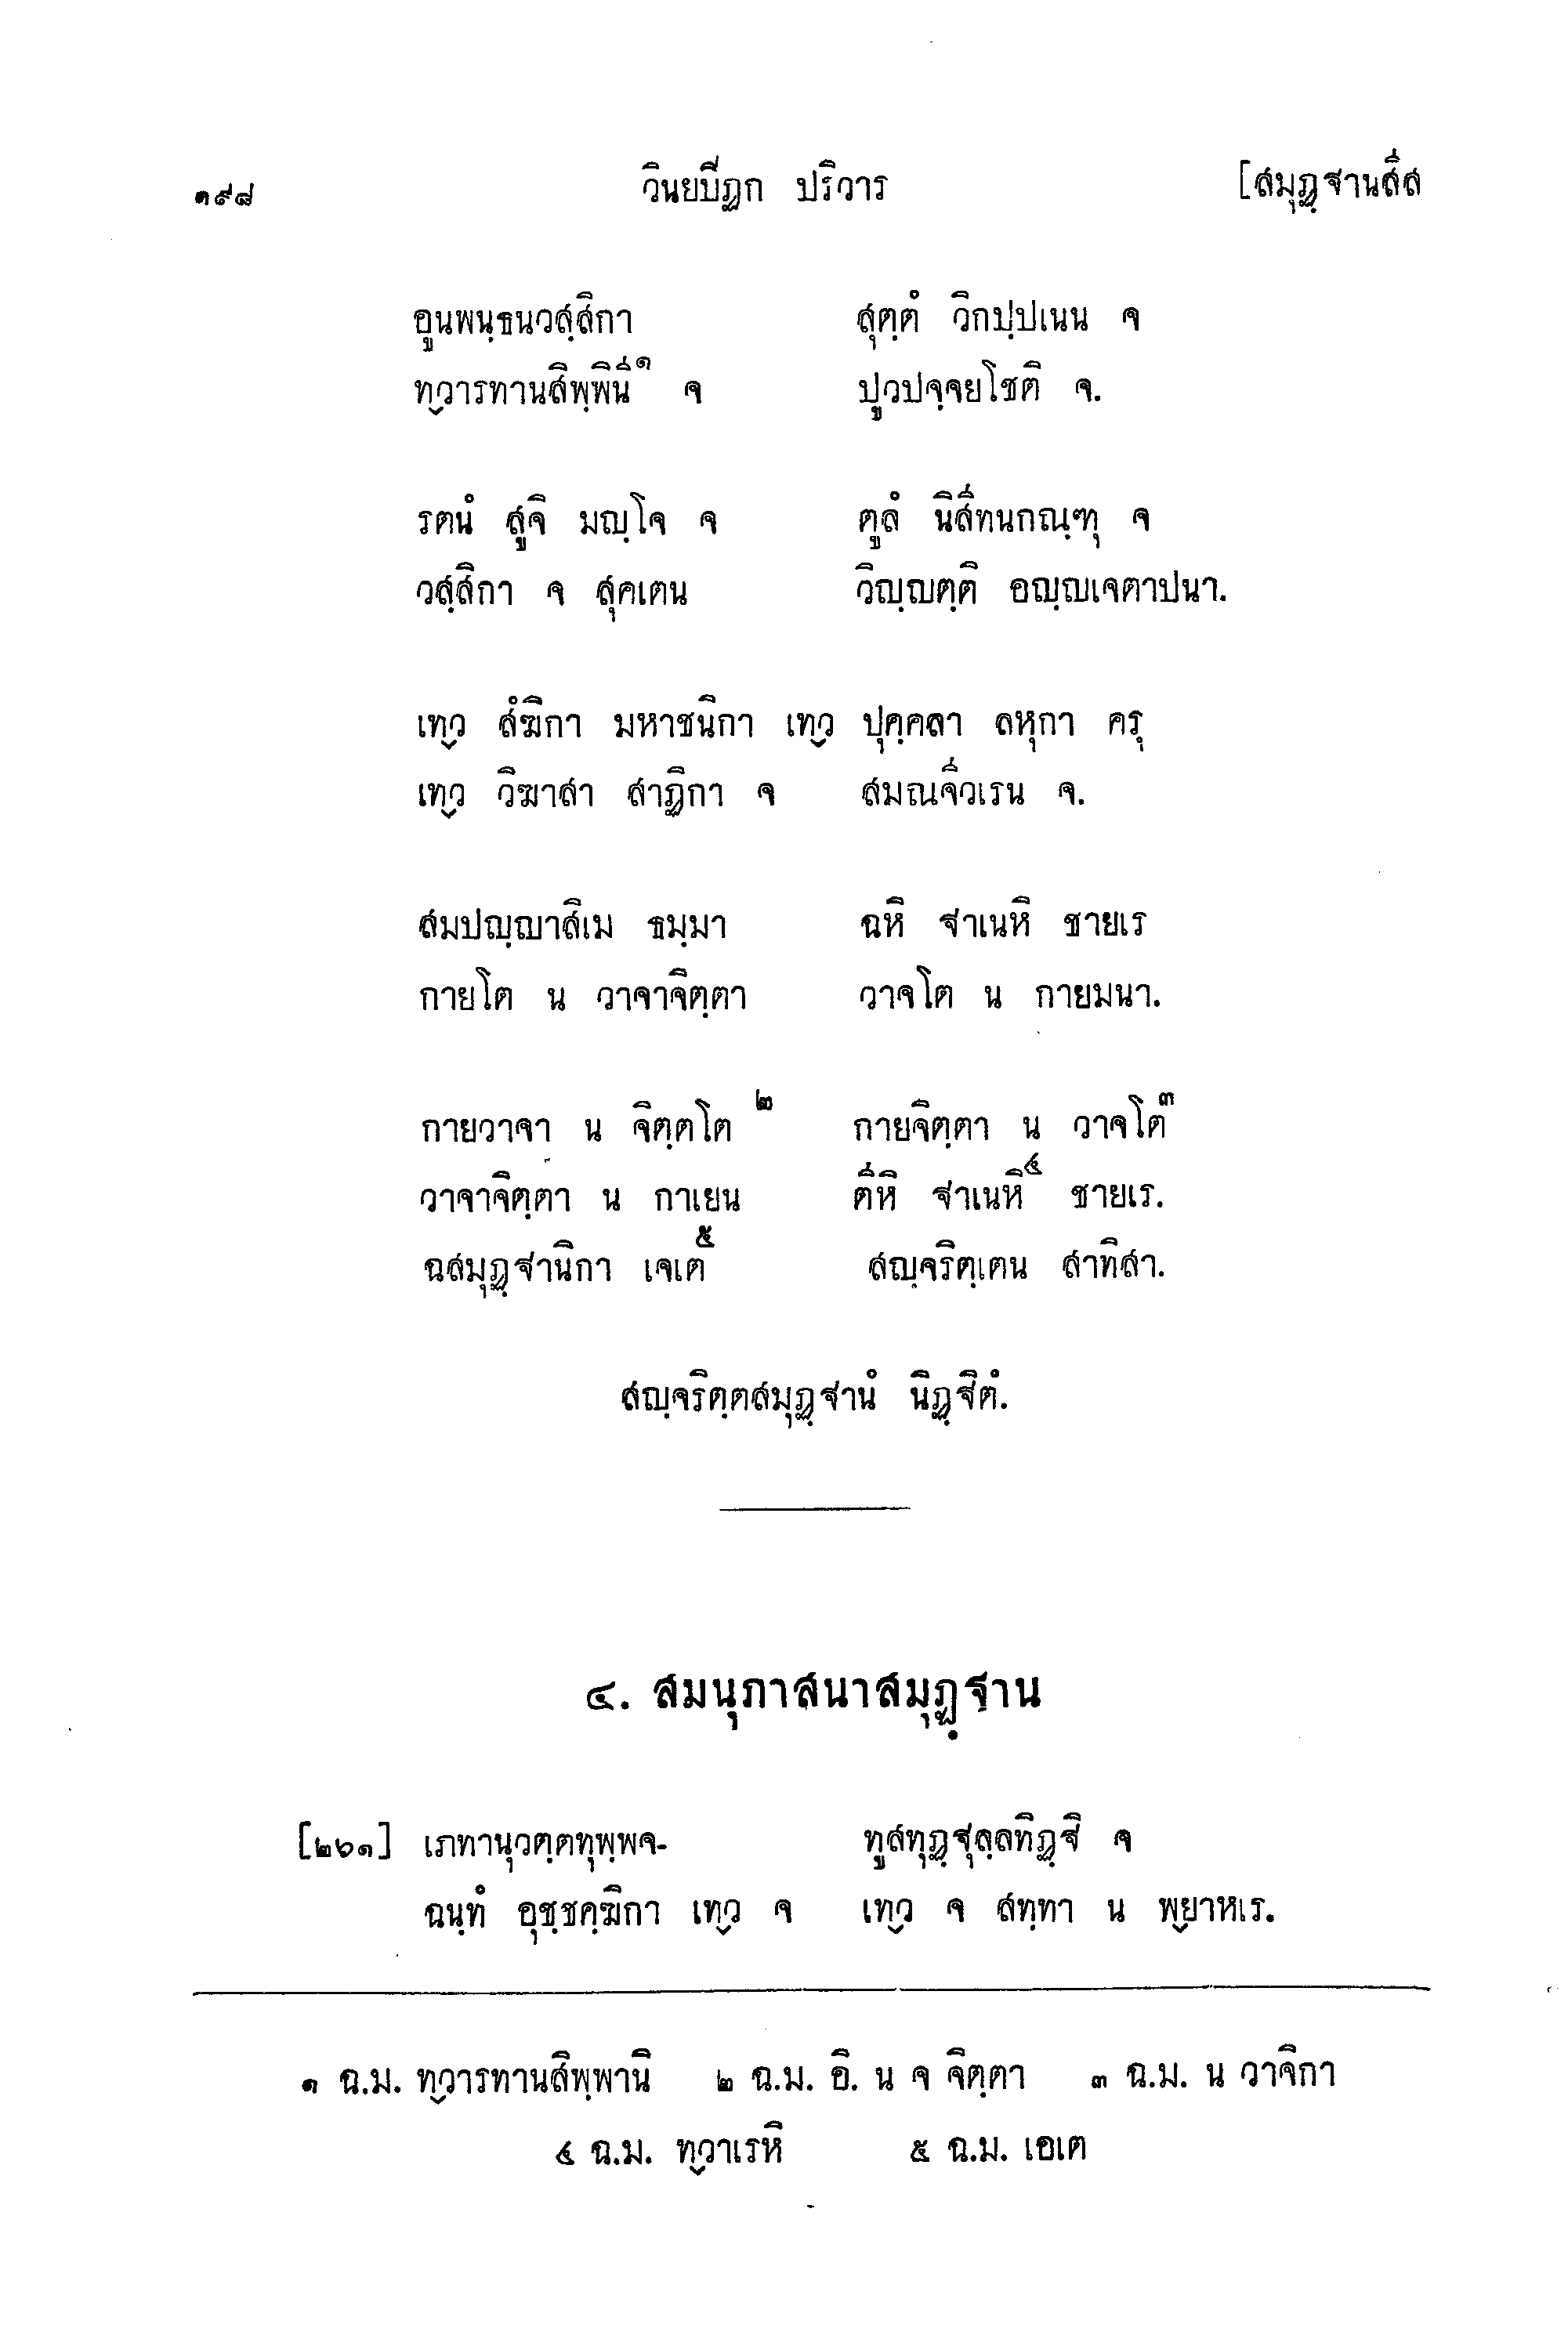 ๑๙๘ วินยปิฏก ปริวาร [สมุฏฺฐานสีส
อูนพนฺธนวสฺสิกา สุตฺตํ วิกปฺปเนน จ
ทฺวารทานสิพฺพินี๑ จ ปูวปจฺจยโชติ จ.
รตนํ สูจิ มญฺโจ จ ตูลํ นิสีทนกณฺฑุ จ
วสฺสิกา จ สุคเตน วิญฺญตฺติ อญฺญเจตาปนา.
เทฺว สํฆิกา มหาชนิกา เทฺว ปุคฺคลา ลหุกา ครุ
เทฺว วิฆาสา สาฏิกา จ สมณจีวเรน จ.
สมปญฺญาสิเม ธมฺมา ฉหิ ฐาเนหิ ชายเร
กายโต น วาจาจิตฺตา วาจโต น กายมนา.
กายวาจา น จิตฺตโต๒ กายจิตฺตา น วาจโต๓
วาจาจิตฺตา น กาเยน ตีหิ ฐาเนหิ๔ ชายเร.
ฉสมุฏฺฐานิกา เจเต๕ สญฺจริตฺเตน สาทิสา.
สญฺจริตฺตสมุฏฺฐานํ นิฏฺฐิตํ.
๔. สมนุภาสนาสมุฏฺฐาน
[๒๖๑] เภทานุวตฺตทุพฺพจ- ทูสทุฏฺฐุลฺลทิฏฺฐิ จ
ฉนฺทํ อุชฺชคฺฆิกา เทฺว จ เทฺว จ สทฺทา น พฺยาหเร.
๑ ฉ.ม. ทฺวารทานสิพฺพานิ ๒ ฉ.ม. อิ. น จ จิตฺตา ๓ ฉ.ม. น วาจิกา
๔ ฉ.ม. ทฺวาเรหิ ๕ ฉ.ม. เอเต